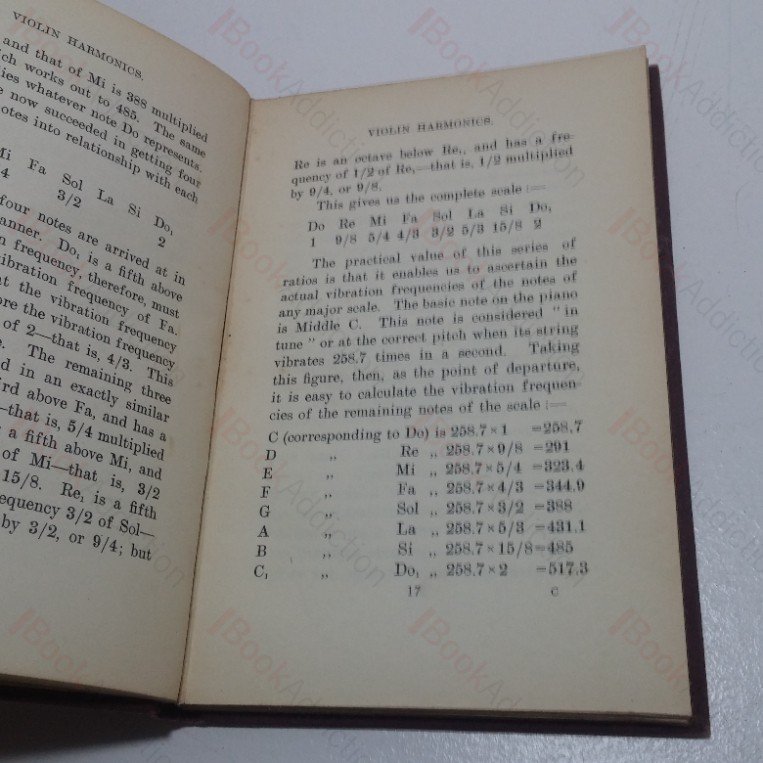 VIOLIN HARMONICS.
and that of Mi is 388 multiplied
ich works out to 485. The same
ies whatever note Do represents.
now succeeded in getting four
otes into relationship with each
Mi Fa Sol La Si Do,
4 3/2 2
four notes are arrived at in
anner. Do, is a fifth above
n frequency, therefore, must
at the vibration frequency
vibration frequency of Fa.
ore the vibration frequency
of 2—that is, 4/3. This
e. The remaining three
d in an exactly similar
rd above Fa, and has a
—that is, 5/4 multiplied
s a fifth above Mi, and
of Mi—that is, 3/2
15/8. Re₁ is a fifth
equency 3/2 of Sol—
by 3/2, or 9/4; but
VIOLIN HARMONICS.
Re is an octave below Re₁, and has a fre-
quency of 1/2 of Re₁—that is, 1/2 multiplied
by 9/4, or 9/8.
This gives us the complete scale :—
Do Re Mi Fa Sol La Si Do,
1 9/8 5/4 4/3 3/2 5/3 15/8 2
The practical value of this series of
ratios is that it enables us to ascertain the
actual vibration frequencies of the notes of
any major scale. The basic note on the piano
is Middle C. This note is considered "in
tune" or at the correct pitch when its string
vibrates 258.7 times in a second. Taking
this figure, then, as the point of departure,
it is easy to calculate the vibration frequen-
cies of the remaining notes of the scale :—
C (corresponding to Do) is 258.7 × 1 =258.7
D ,, Re ,, 258.7 × 9/8 =291
E ,, Mi ,, 258.7 × 5/4 =323.4
F ,, Fa ,, 258.7 × 4/3 =344.9
G ,, Sol ,, 258.7 × 3/2 =388
A ,, La ,, 258.7 × 5/3 =431.1
B ,, Si ,, 258.7 × 15/8=485
C₁ ,, Do₁ ,, 258.7 × 2 =517.3
17 C
BookAddiction